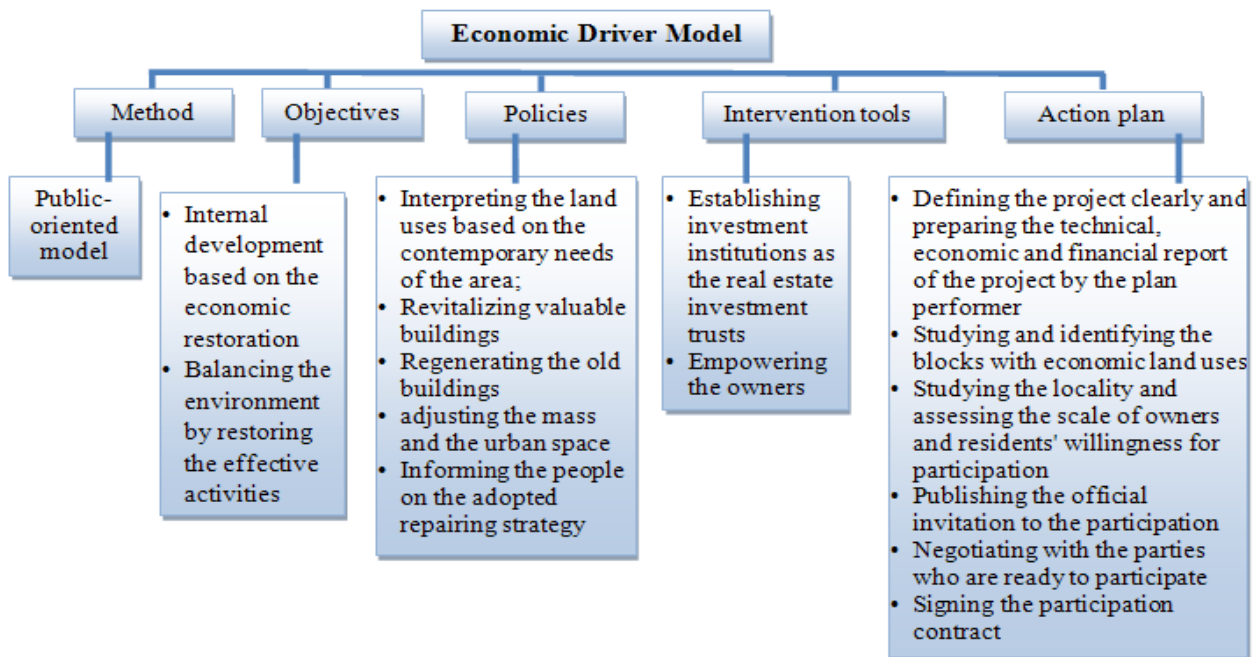 Economic Driver Model
Method
Objectives
Policies
Intervention tools
Action plan
Public-
oriented
model
• Internal
development
based on the
economic
restoration
• Balancing the
environment
by restoring
the effective
activities
• Interpreting the land
uses based on the
contemporary needs
of the area;
• Revitalizing valuable
buildings
• Regenerating the old
buildings
• adjusting the mass
and the urban space
• Informing the people
on the adopted
repairing strategy
• Establishing
investment
institutions as
the real estate
investment
trusts
• Empowering
the owners
• Defining the project clearly and
preparing the technical,
economic and financial report
of the project by the plan
performer
• Studying and identifying the
blocks with economic land uses
• Studying the locality and
assessing the scale of owners
and residents' willingness for
participation
• Publishing the official
invitation to the participation
• Negotiating with the parties
who are ready to participate
• Signing the participation
contract